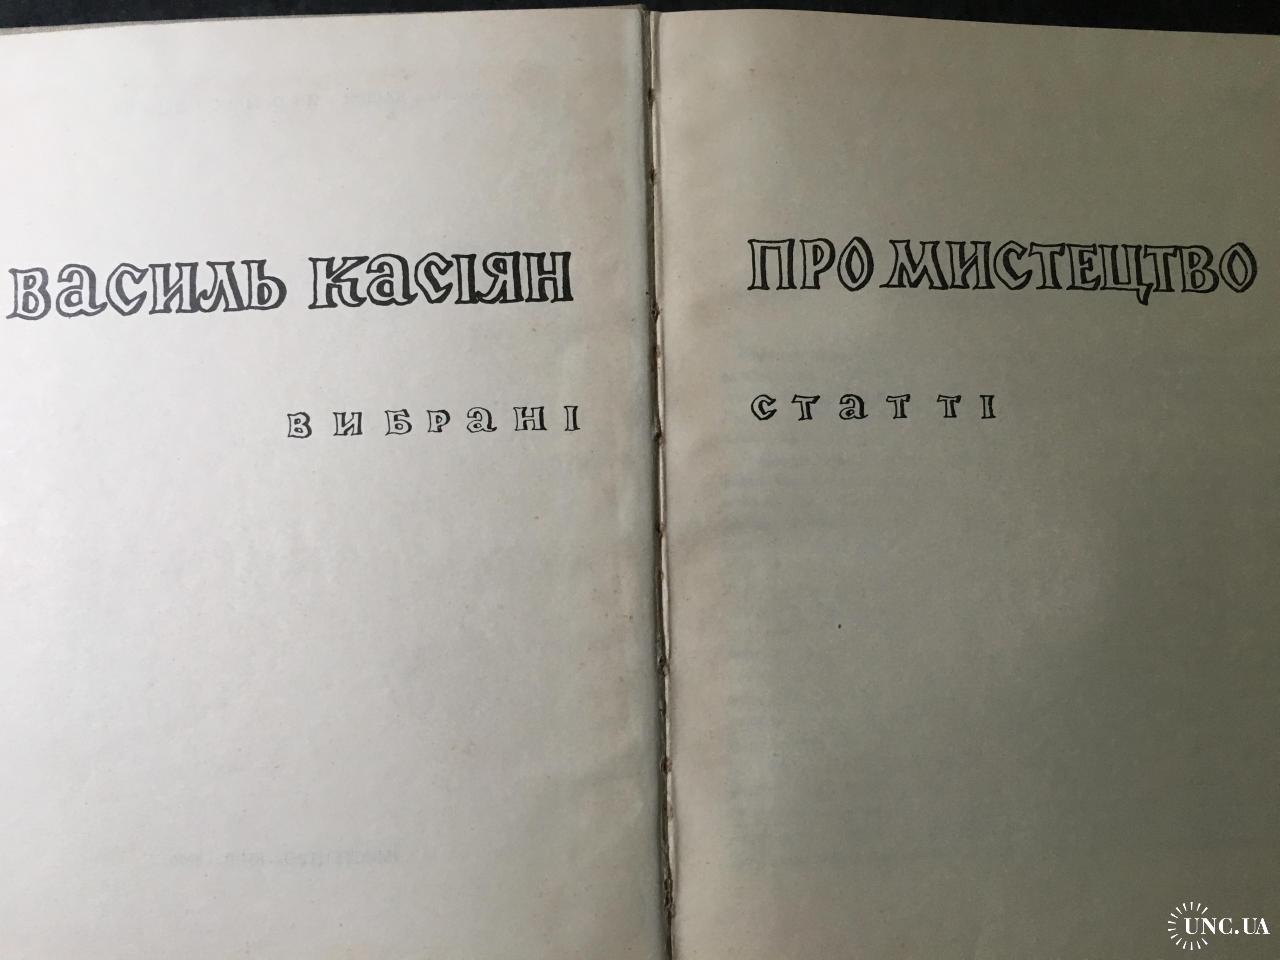 ВАСИЛЬ КАСІЯН
ВИБРАНІ
ПРО МИСТЕЦТВО
СТАТТІ
UNC.UA